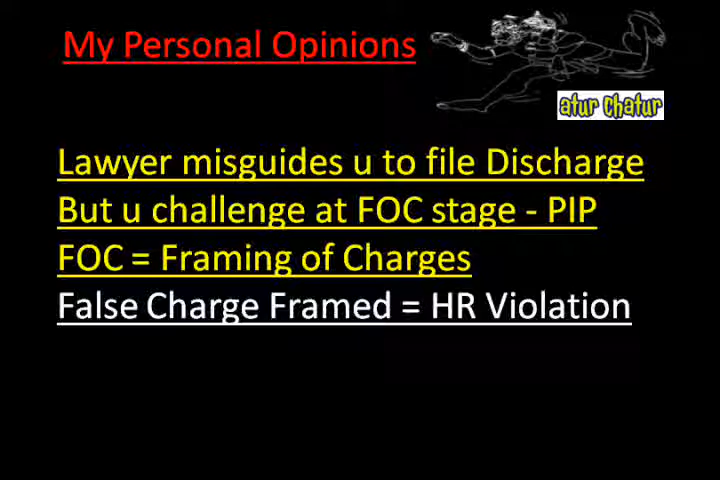 My Personal Opinions
atur chatur
Lawyer misguides u to file Discharge
But u challenge at FOC stage - PIP
FOC = Framing of Charges
False Charge Framed = HR Violation